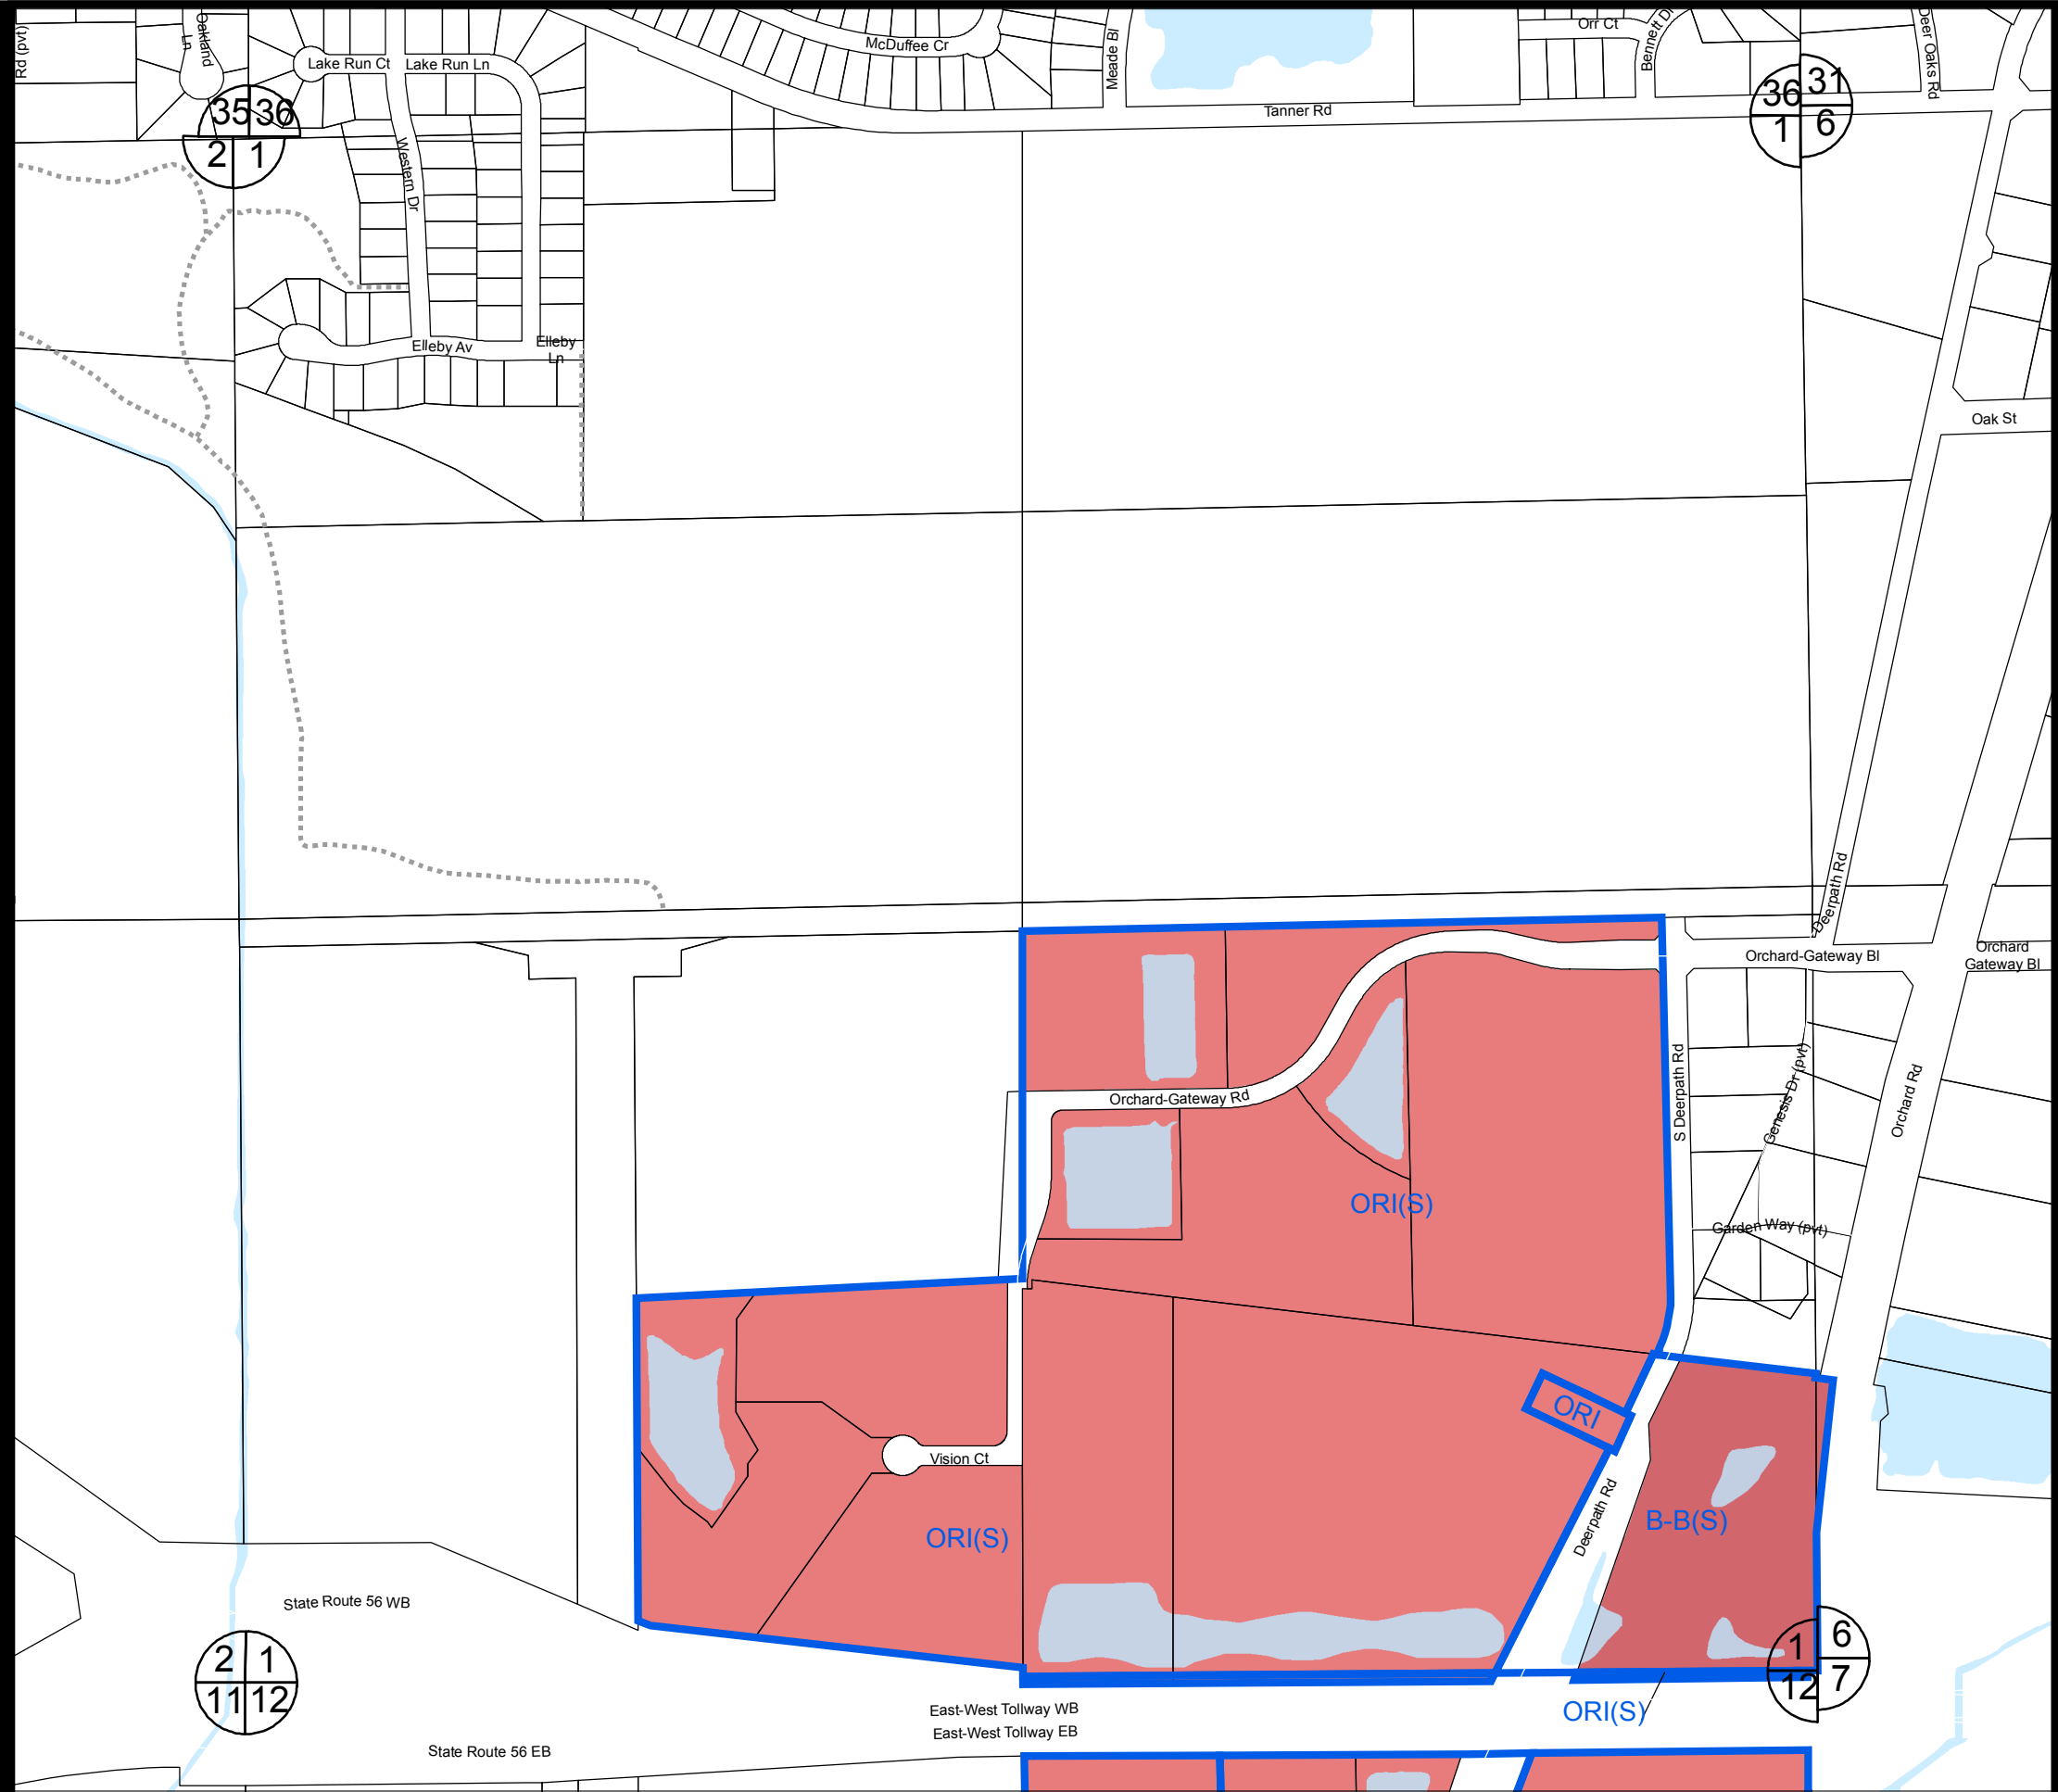 Rd (pvt)
Oakland
Ln
Lake Run Ct
Lake Run Ln
McDuffee Cr
Meade Bl
Orr Ct
Bennett Dr
Deer Oaks Rd
Tanner Rd
35 36
2 1
36 31
1 6
Western Dr
Elleby Av
Elleby
Ln
Oak St
Deerpath Rd
Orchard-Gateway Bl
Orchard
Gateway Bl
S Deerpath Rd
Genesis Dr (pvt)
Orchard Rd
Orchard-Gateway Rd
ORI(S)
Garden Way (pvt)
ORI
Vision Ct
ORI(S)
Deerpath Rd
B-B(S)
State Route 56 WB
2 1
11 12
1 6
12 7
East-West Tollway WB
ORI(S)
East-West Tollway EB
State Route 56 EB